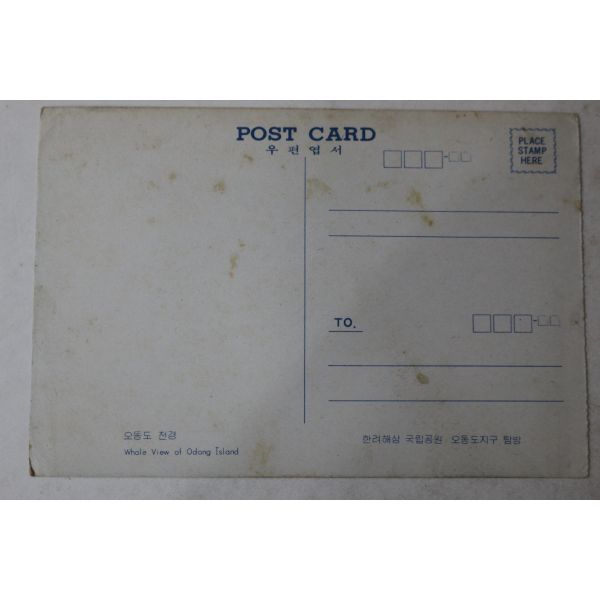 POST CARD
우편엽서
PLACE
STAMP
HERE
TO.
오동도 전경
Whole View of Odong Island
한려해상 국립공원 오동도지구 탐방